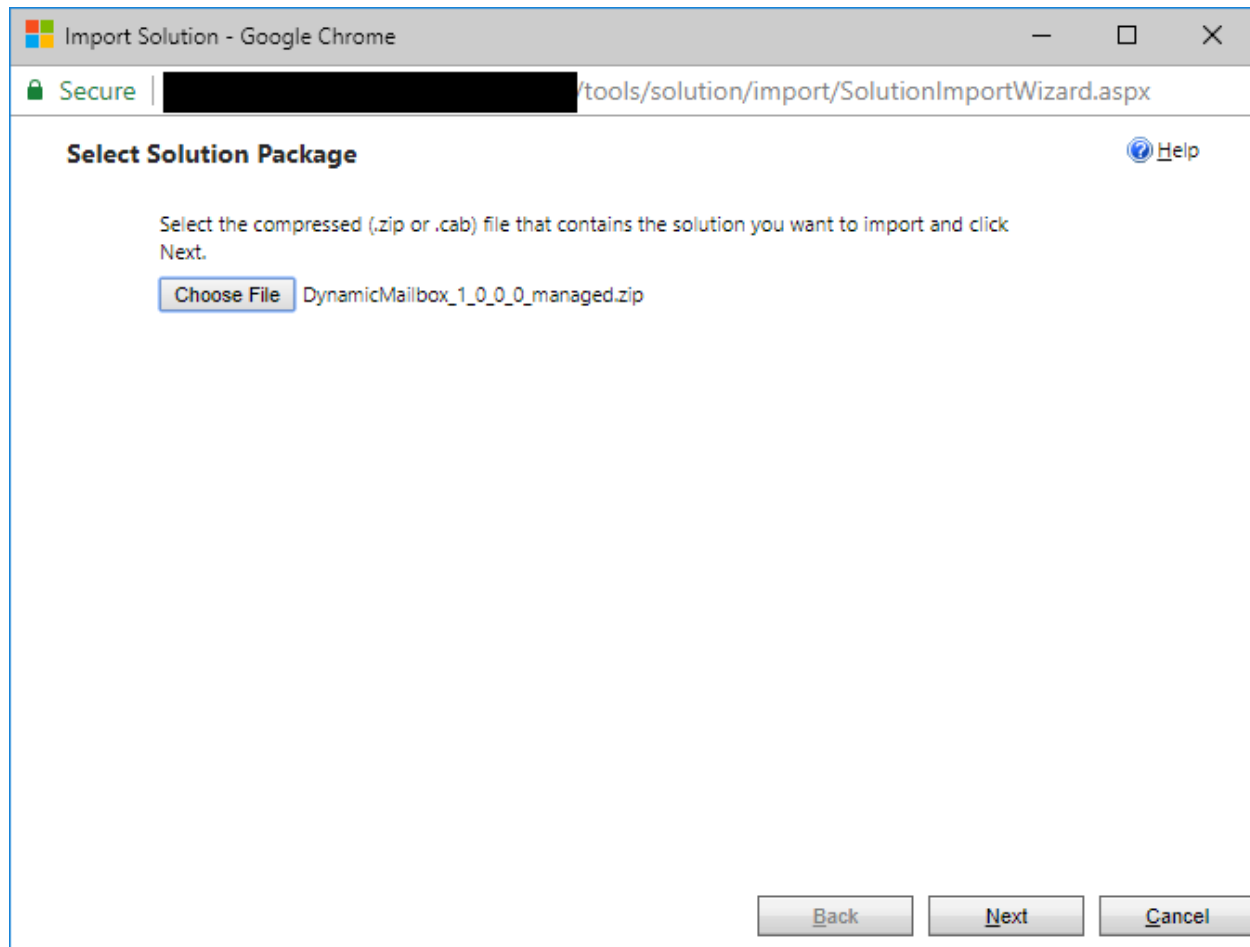 Import Solution - Google Chrome
Secure | /tools/solution/import/SolutionImportWizard.aspx
Select Solution Package
Help
Select the compressed (.zip or .cab) file that contains the solution you want to import and click
Next.
Choose File DynamicMailbox_1_0_0_0_managed.zip
Back Next Cancel